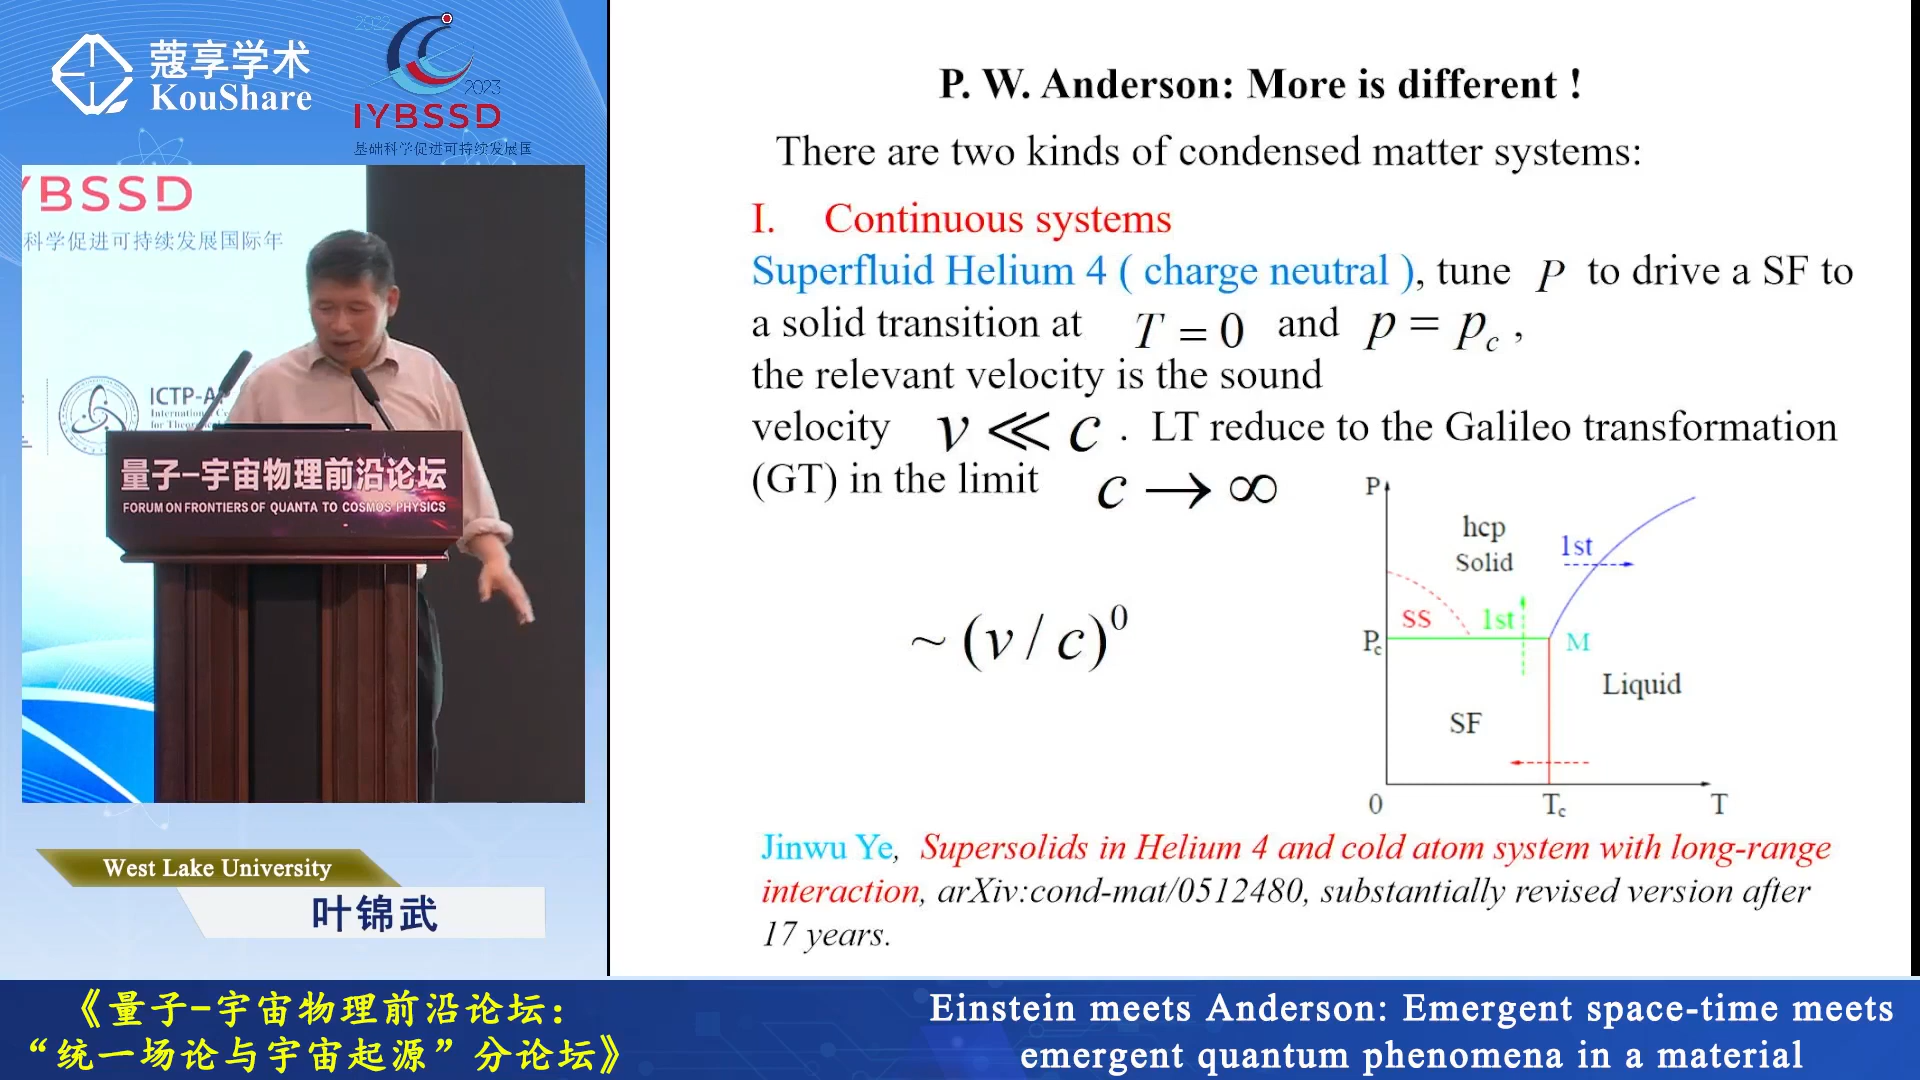 蔻享学术
KouShare
2022
2023
IYBSSD
基础科学促进可持续发展国
YBSSD
科学促进可持续发展国际年
ICTP-AP
量子-宇宙物理前沿论坛
FORUM ON FRONTIERS OF QUANTA TO COSMOS PHYSICS
West Lake University
叶锦武
P. W. Anderson: More is different !
There are two kinds of condensed matter systems:
I. Continuous systems
Superfluid Helium 4 ( charge neutral ), tune P to drive a SF to
a solid transition at T = 0 and p = p_c ,
the relevant velocity is the sound
velocity v ≪ c . LT reduce to the Galileo transformation
(GT) in the limit c → ∞
~ (v / c)^0
P
hcp
Solid
1st
SS
1st
P_c
M
Liquid
SF
0
T_c
T
Jinwu Ye, Supersolids in Helium 4 and cold atom system with long-range
interaction, arXiv:cond-mat/0512480, substantially revised version after
17 years.
《量子-宇宙物理前沿论坛:
“统一场论与宇宙起源”分论坛》
Einstein meets Anderson: Emergent space-time meets
emergent quantum phenomena in a material